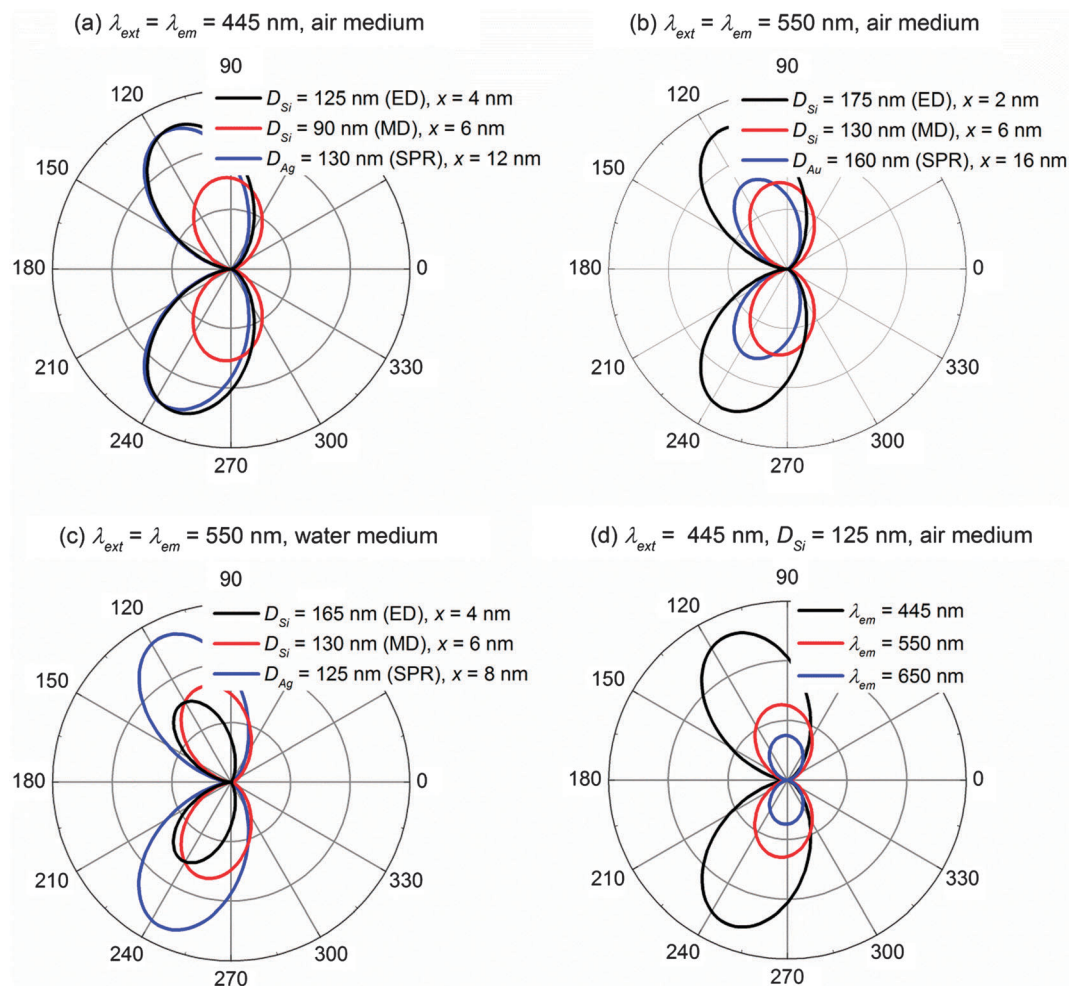 (a) λext = λem = 445 nm, air medium
90
120
DSi = 125 nm (ED), x = 4 nm
DSi = 90 nm (MD), x = 6 nm
DAg = 130 nm (SPR), x = 12 nm
150
180
0
210
330
240
300
270
(b) λext = λem = 550 nm, air medium
90
120
DSi = 175 nm (ED), x = 2 nm
DSi = 130 nm (MD), x = 6 nm
DAu = 160 nm (SPR), x = 16 nm
150
180
0
210
330
240
300
270
(c) λext = λem = 550 nm, water medium
90
120
DSi = 165 nm (ED), x = 4 nm
DSi = 130 nm (MD), x = 6 nm
DAg = 125 nm (SPR), x = 8 nm
150
180
0
210
330
240
300
270
(d) λext = 445 nm, DSi = 125 nm, air medium
90
120
λem = 445 nm
λem = 550 nm
λem = 650 nm
150
180
0
210
330
240
300
270